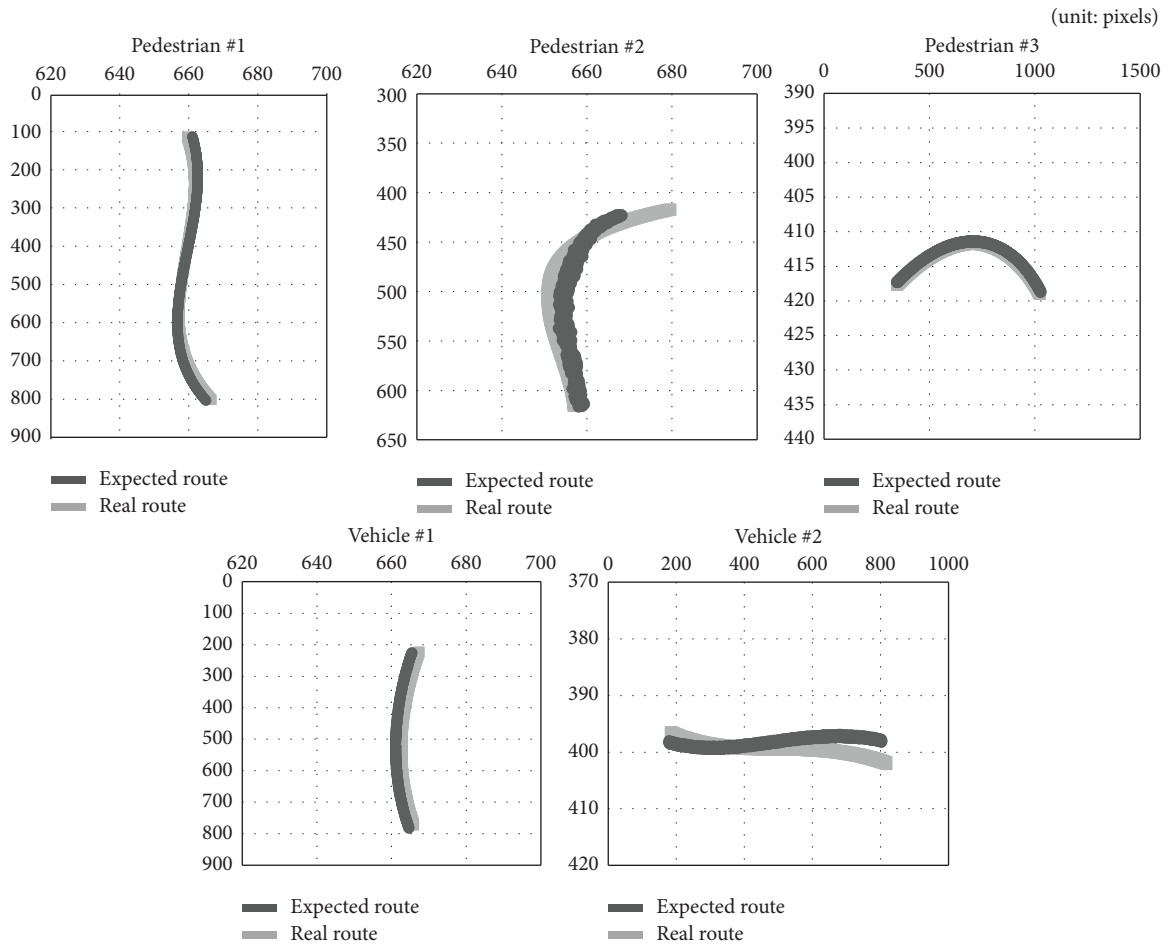 (unit: pixels)
Pedestrian #1
620 640 660 680 700
0
100
200
300
400
500
600
700
800
900
Expected route
Real route
Pedestrian #2
620 640 660 680 700
300
350
400
450
500
550
600
650
Expected route
Real route
Pedestrian #3
0 500 1000 1500
390
395
400
405
410
415
420
425
430
435
440
Expected route
Real route
Vehicle #1
620 640 660 680 700
0
100
200
300
400
500
600
700
800
900
Expected route
Real route
Vehicle #2
0 200 400 600 800 1000
370
380
390
400
410
420
Expected route
Real route